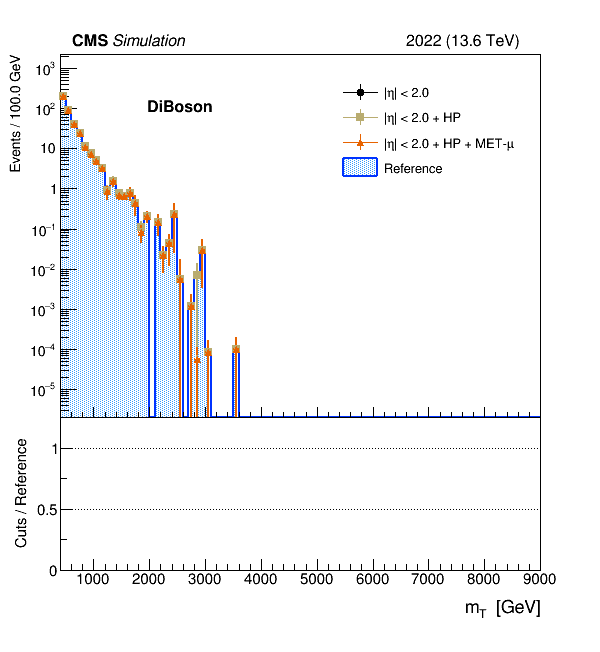 CMS Simulation 2022 (13.6 TeV)
Events / 100.0 GeV
DiBoson
|η| < 2.0
|η| < 2.0 + HP
|η| < 2.0 + HP + MET-μ
Reference
10³
10²
10
1
10⁻¹
10⁻²
10⁻³
10⁻⁴
10⁻⁵
Cuts / Reference
1
0.5
0
1000 2000 3000 4000 5000 6000 7000 8000 9000
m_T [GeV]